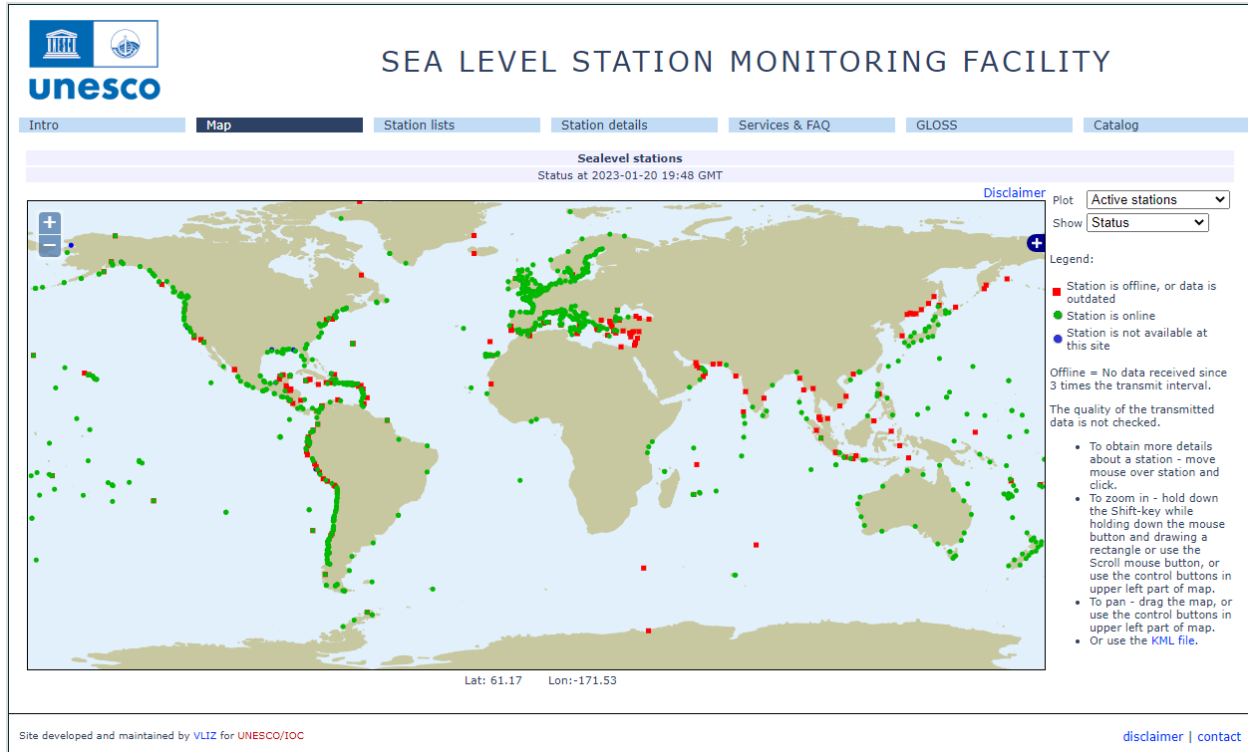 unesco
SEA LEVEL STATION MONITORING FACILITY
Intro
Map
Station lists
Station details
Services & FAQ
GLOSS
Catalog
Sealevel stations
Status at 2023-01-20 19:48 GMT
Disclaimer
Plot Active stations
Show Status
+
−
+
Legend:
Station is offline, or data is
outdated
Station is online
Station is not available at
this site
Offline = No data received since
3 times the transmit interval.
The quality of the transmitted
data is not checked.
• To obtain more details
about a station - move
mouse over station and
click.
• To zoom in - hold down
the Shift-key while
holding down the mouse
button and drawing a
rectangle or use the
Scroll mouse button, or
use the control buttons in
upper left part of map.
• To pan - drag the map, or
use the control buttons in
upper left part of map.
• Or use the KML file.
Lat: 61.17 Lon:-171.53
Site developed and maintained by VLIZ for UNESCO/IOC
disclaimer | contact